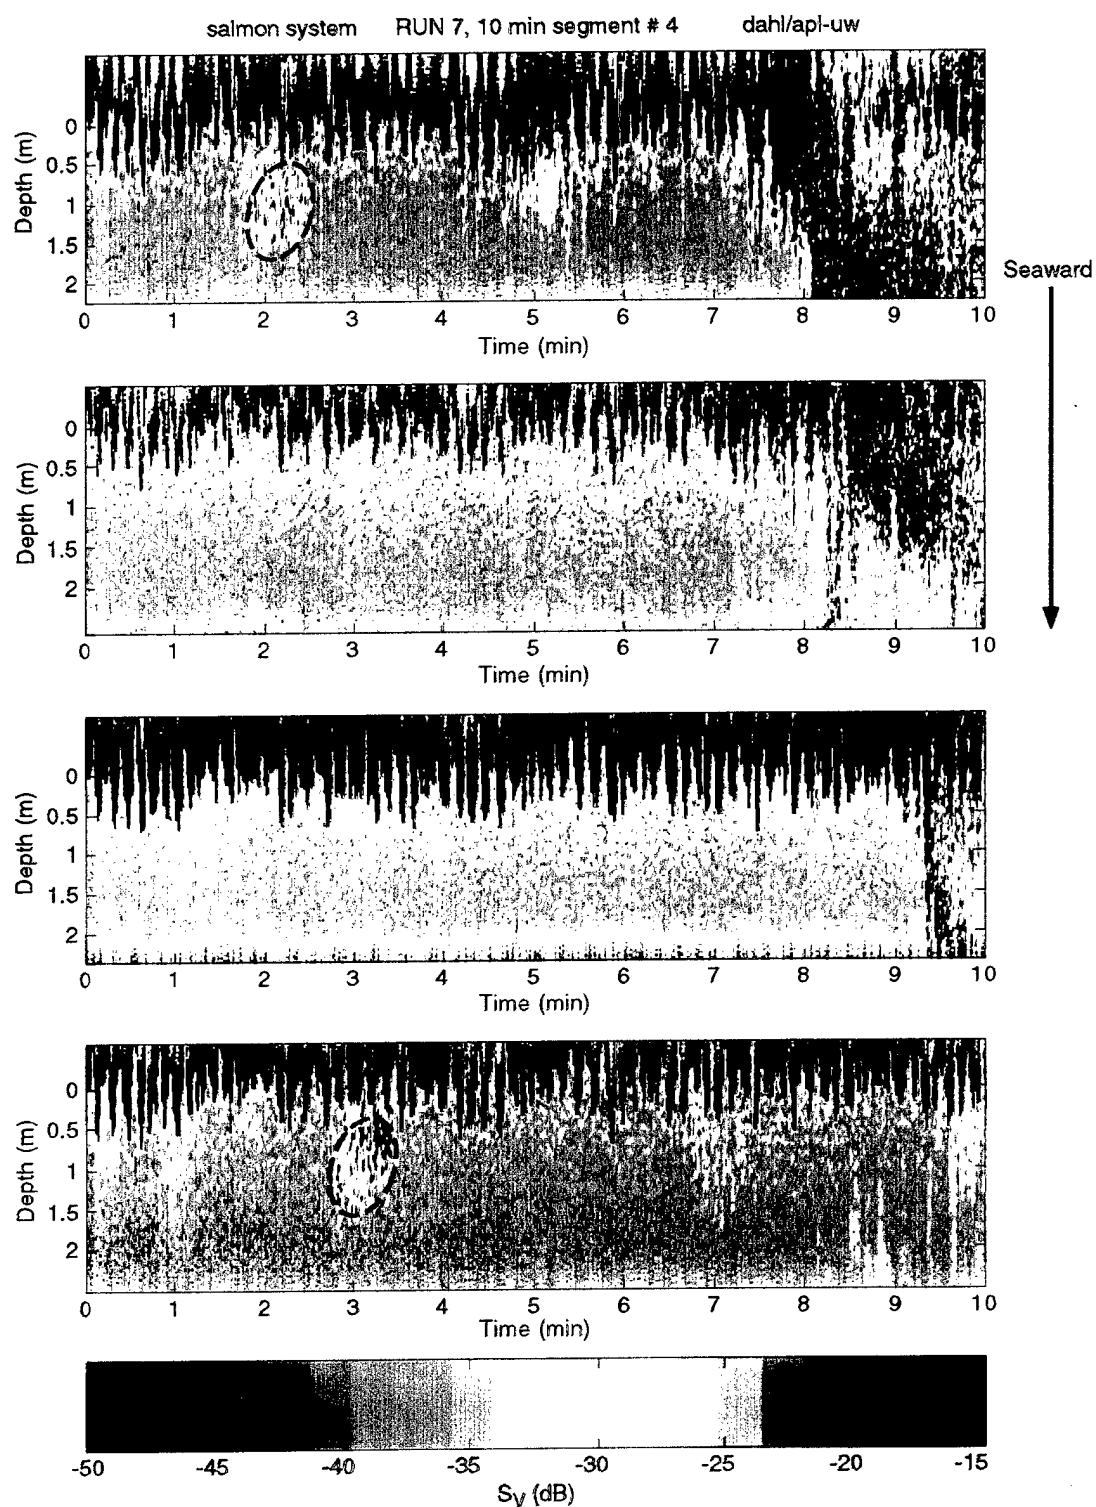 salmon system RUN 7, 10 min segment # 4 dahl/apl-uw
Depth (m)
0
0.5
1
1.5
2
0 1 2 3 4 5 6 7 8 9 10
Time (min)
Seaward
Depth (m)
0
0.5
1
1.5
2
0 1 2 3 4 5 6 7 8 9 10
Time (min)
Depth (m)
0
0.5
1
1.5
2
0 1 2 3 4 5 6 7 8 9 10
Time (min)
Depth (m)
0
0.5
1
1.5
2
0 1 2 3 4 5 6 7 8 9 10
Time (min)
-50 -45 -40 -35 -30 -25 -20 -15
SV (dB)